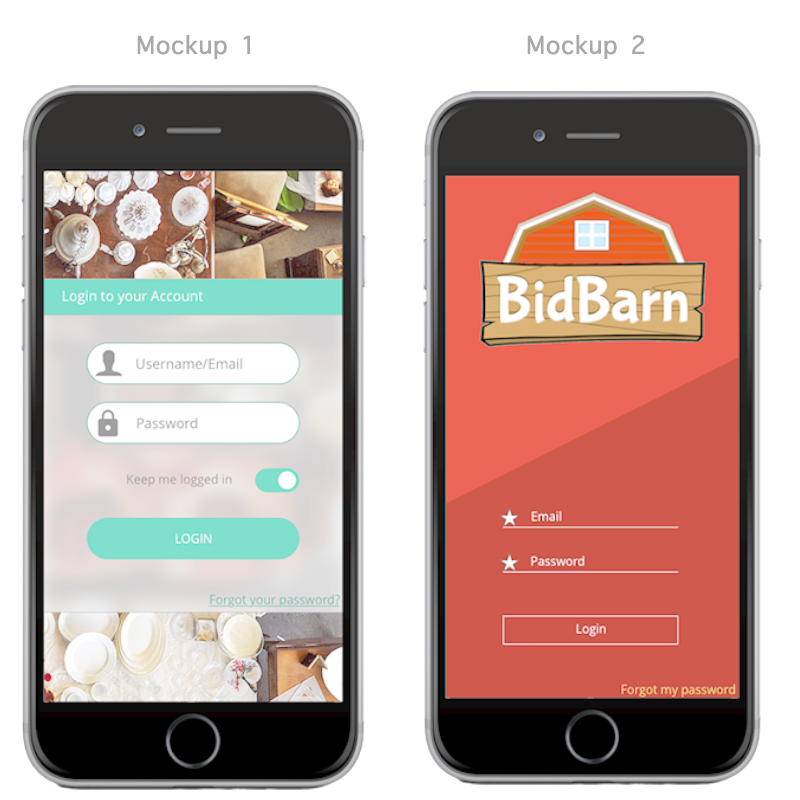 Mockup 1
Login to your Account
Username/Email
Password
Keep me logged in
LOGIN
Forgot your password?
Mockup 2
BidBarn
Email
Password
Login
Forgot my password